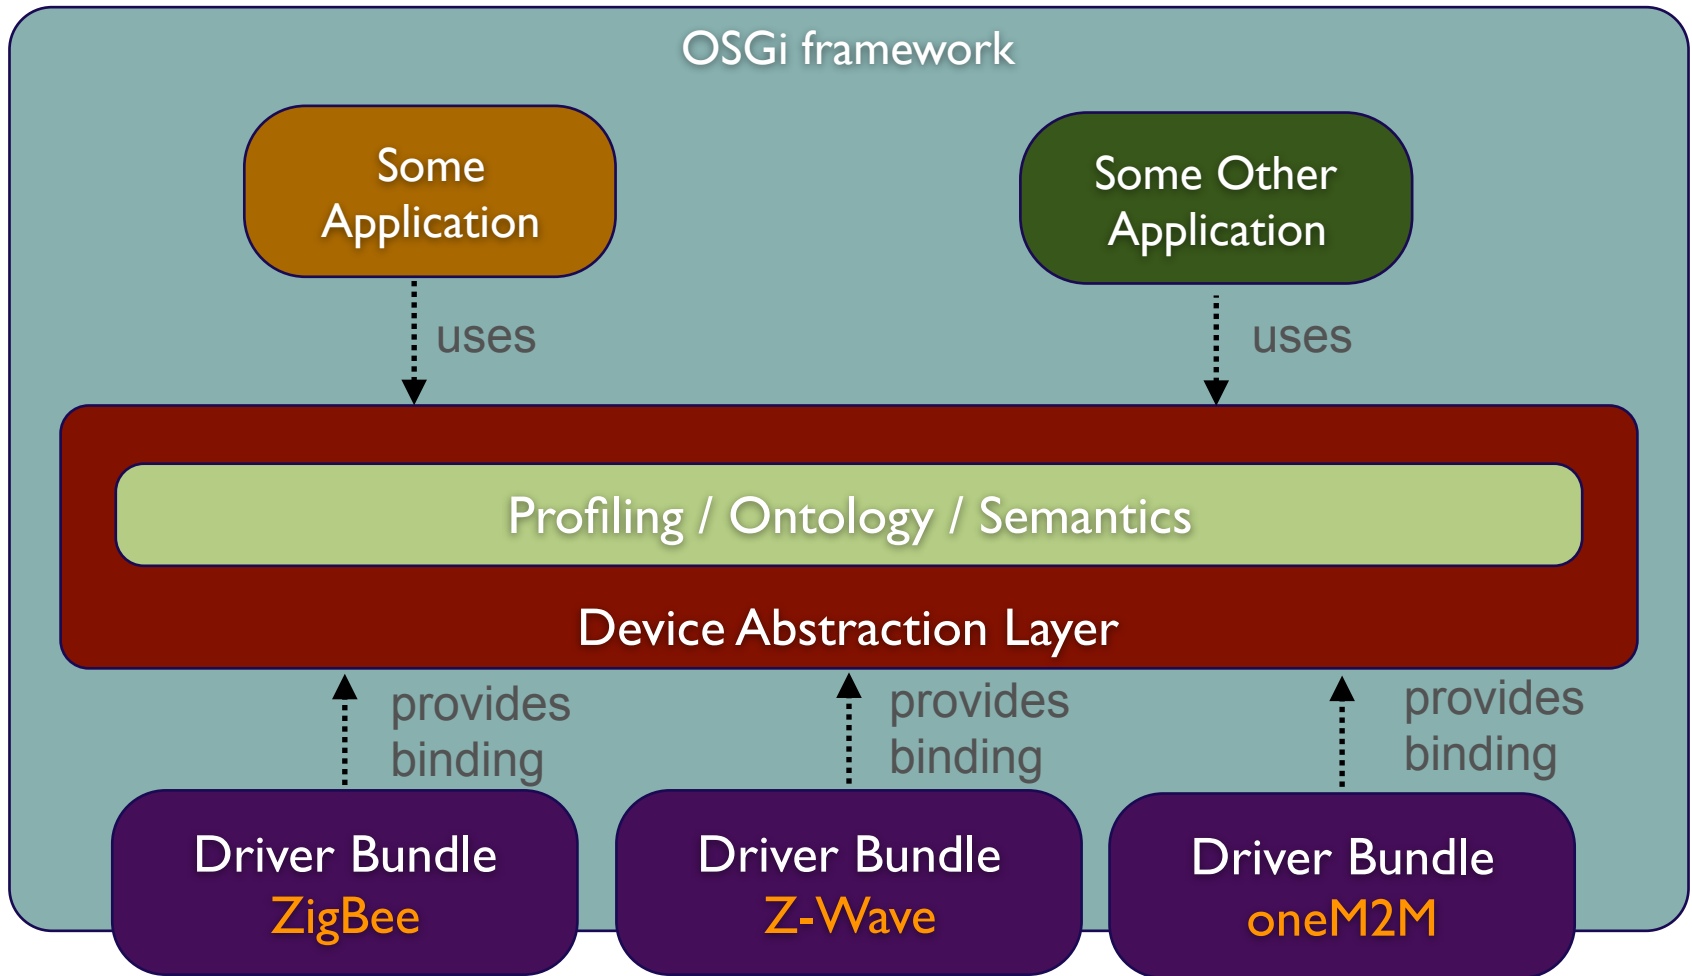 OSGi framework
Some
Application
Some Other
Application
uses
uses
Profiling / Ontology / Semantics
Device Abstraction Layer
provides
binding
provides
binding
provides
binding
Driver Bundle
ZigBee
Driver Bundle
Z-Wave
Driver Bundle
oneM2M